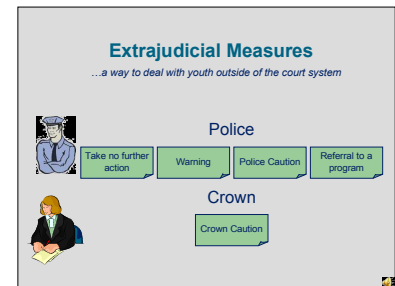 Extrajudicial Measures
…a way to deal with youth outside of the court system
Police
Take no further
action
Warning
Police Caution
Referral to a
program
Crown
Crown Caution